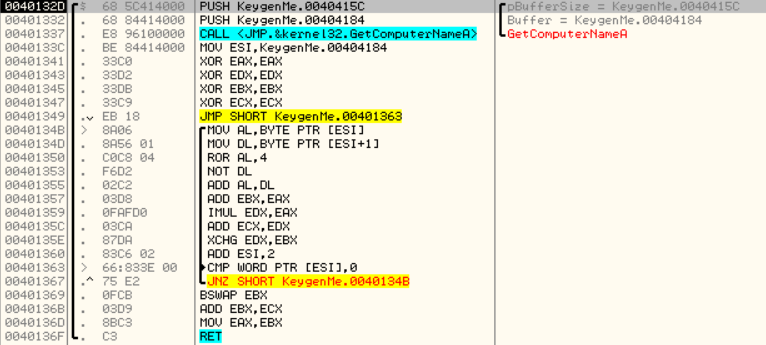 0040132D $ 68 5C414000 PUSH KeygenMe.0040415C pBufferSize = KeygenMe.0040415C
00401332 . 68 84414000 PUSH KeygenMe.00404184 Buffer = KeygenMe.00404184
00401337 . E8 96100000 CALL <JMP.&kernel32.GetComputerNameA> GetComputerNameA
0040133C . BE 84414000 MOV ESI,KeygenMe.00404184
00401341 . 33C0 XOR EAX,EAX
00401343 . 33D2 XOR EDX,EDX
00401345 . 33DB XOR EBX,EBX
00401347 . 33C9 XOR ECX,ECX
00401349 .v EB 18 JMP SHORT KeygenMe.00401363
0040134B > 8A06 MOV AL,BYTE PTR [ESI]
0040134D . 8A56 01 MOV DL,BYTE PTR [ESI+1]
00401350 . C0C8 04 ROR AL,4
00401353 . F6D2 NOT DL
00401355 . 02C2 ADD AL,DL
00401357 . 03D8 ADD EBX,EAX
00401359 . 0FAFD0 IMUL EDX,EAX
0040135C . 03CA ADD ECX,EDX
0040135E . 87DA XCHG EDX,EBX
00401360 . 83C6 02 ADD ESI,2
00401363 > 66:833E 00 CMP WORD PTR [ESI],0
00401367 .^ 75 E2 JNZ SHORT KeygenMe.0040134B
00401369 . 0FCB BSWAP EBX
0040136B . 03D9 ADD EBX,ECX
0040136D . 8BC3 MOV EAX,EBX
0040136F . C3 RET